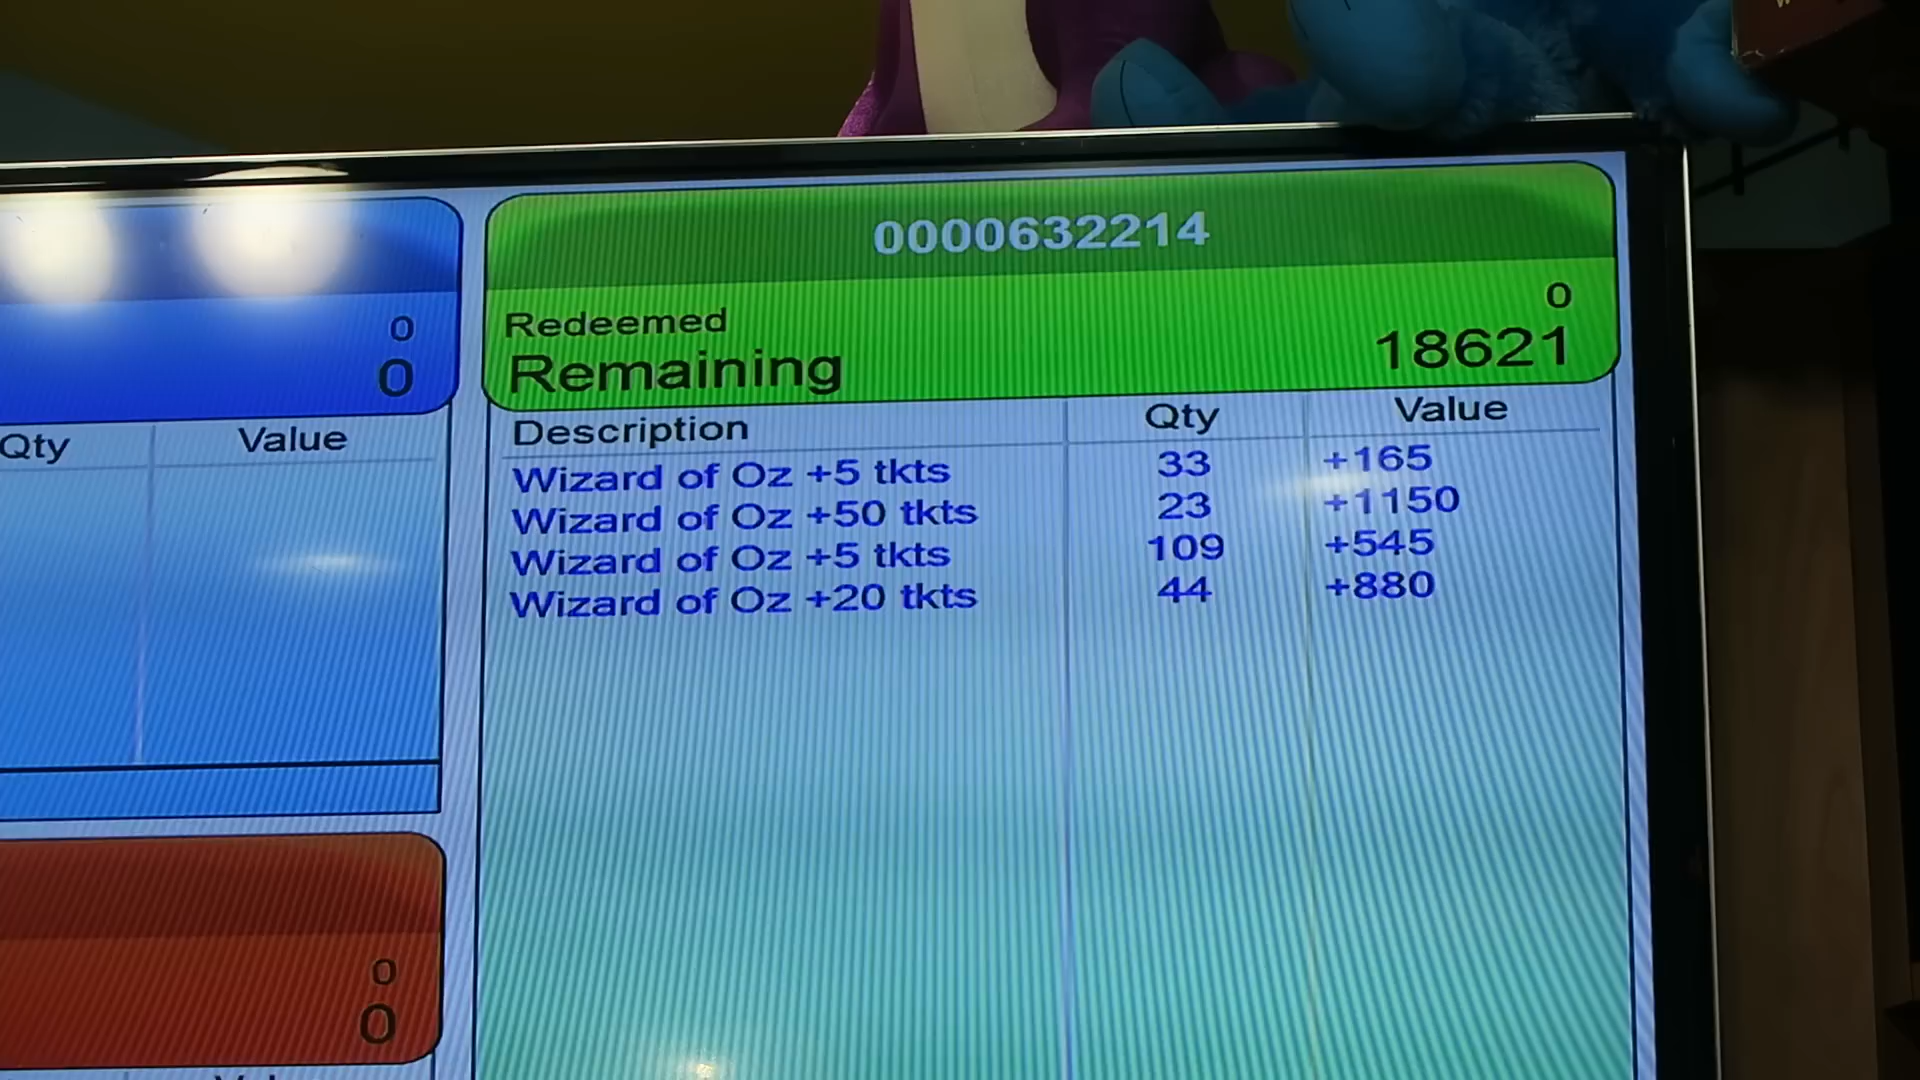 0000632214
Redeemed 0
Remaining 18621
Description Qty Value
Wizard of Oz +5 tkts 33 +165
Wizard of Oz +50 tkts 23 +1150
Wizard of Oz +5 tkts 109 +545
Wizard of Oz +20 tkts 44 +880
0
0
Qty Value
0
0